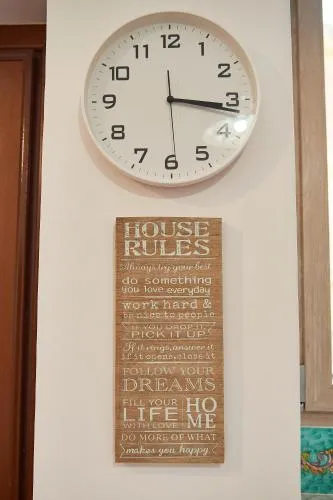 12
1
2
3
4
5
6
7
8
9
10
11
HOUSE
RULES
Always try your best
do something
you love everyday
work hard &
be nice to people
IF YOU DROP IT,
PICK IT UP
If it rings, answer it
if it opens, close it
FOLLOW YOUR
DREAMS
FILL YOUR
LIFE
WITH LOVE
HO
ME
DO MORE OF WHAT
makes you happy